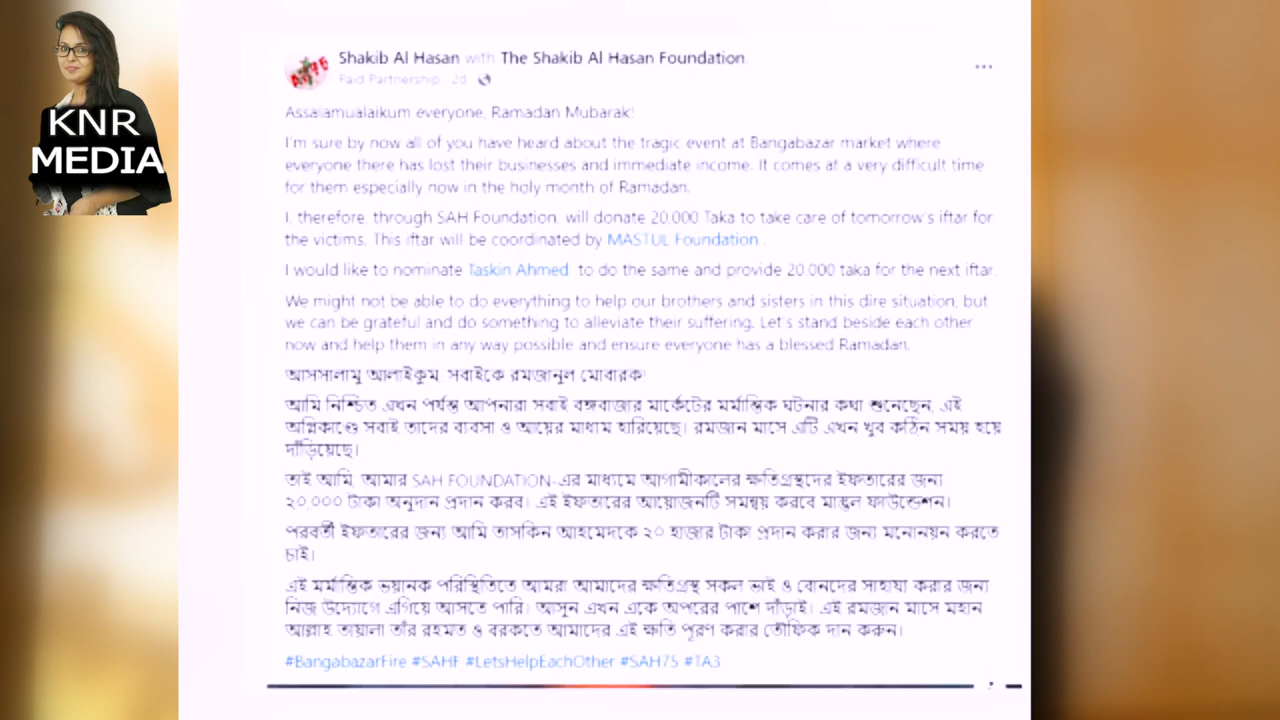 KNR
MEDIA
Shakib Al Hasan with The Shakib Al Hasan Foundation.
Paid Partnership · 2d ·
Assalamualaikum everyone, Ramadan Mubarak!
I'm sure by now all of you have heard about the tragic event at Bangabazar market where
everyone there has lost their businesses and immediate income. It comes at a very difficult time
for them especially now in the holy month of Ramadan.
I, therefore, through SAH Foundation, will donate 20,000 Taka to take care of tomorrow's iftar for
the victims. This iftar will be coordinated by MASTUL Foundation .
I would like to nominate Taskin Ahmed to do the same and provide 20,000 taka for the next iftar.
We might not be able to do everything to help our brothers and sisters in this dire situation, but
we can be grateful and do something to alleviate their suffering. Let's stand beside each other
now and help them in any way possible and ensure everyone has a blessed Ramadan.
আসসালামু আলাইকুম, সবাইকে রমজানুল মোবারক!
আমি নিশ্চিত এখন পর্যন্ত আপনারা সবাই বঙ্গবাজার মার্কেটের মর্মান্তিক ঘটনার কথা শুনেছেন, এই
অগ্নিকাণ্ডে সবাই তাদের ব্যবসা ও আয়ের মাধ্যম হারিয়েছে। রমজান মাসে এটি এখন খুব কঠিন সময় হয়ে
দাঁড়িয়েছে।
তাই আমি, আমার SAH FOUNDATION-এর মাধ্যমে আগামীকালের ক্ষতিগ্রস্থদের ইফতারের জন্য
২০,০০০ টাকা অনুদান প্রদান করব। এই ইফতারের আয়োজনটি সমন্বয় করবে মাস্তুল ফাউন্ডেশন।
পরবর্তী ইফতারের জন্য আমি তাসকিন আহমেদকে ২০ হাজার টাকা প্রদান করার জন্য মনোনয়ন করতে
চাই।
এই মর্মান্তিক ভয়ানক পরিস্থিতিতে আমরা আমাদের ক্ষতিগ্রস্থ সকল ভাই ও বোনদের সাহায্য করার জন্য
নিজ উদ্যোগে এগিয়ে আসতে পারি। আসুন এখন একে অপরের পাশে দাঁড়াই। এই রমজান মাসে মহান
আল্লাহ তায়ালা তাঁর রহমত ও বরকতে আমাদের এই ক্ষতি পূরণ করার তৌফিক দান করুন।
#BangabazarFire #SAHF #LetsHelpEachOther #SAH75 #TA3